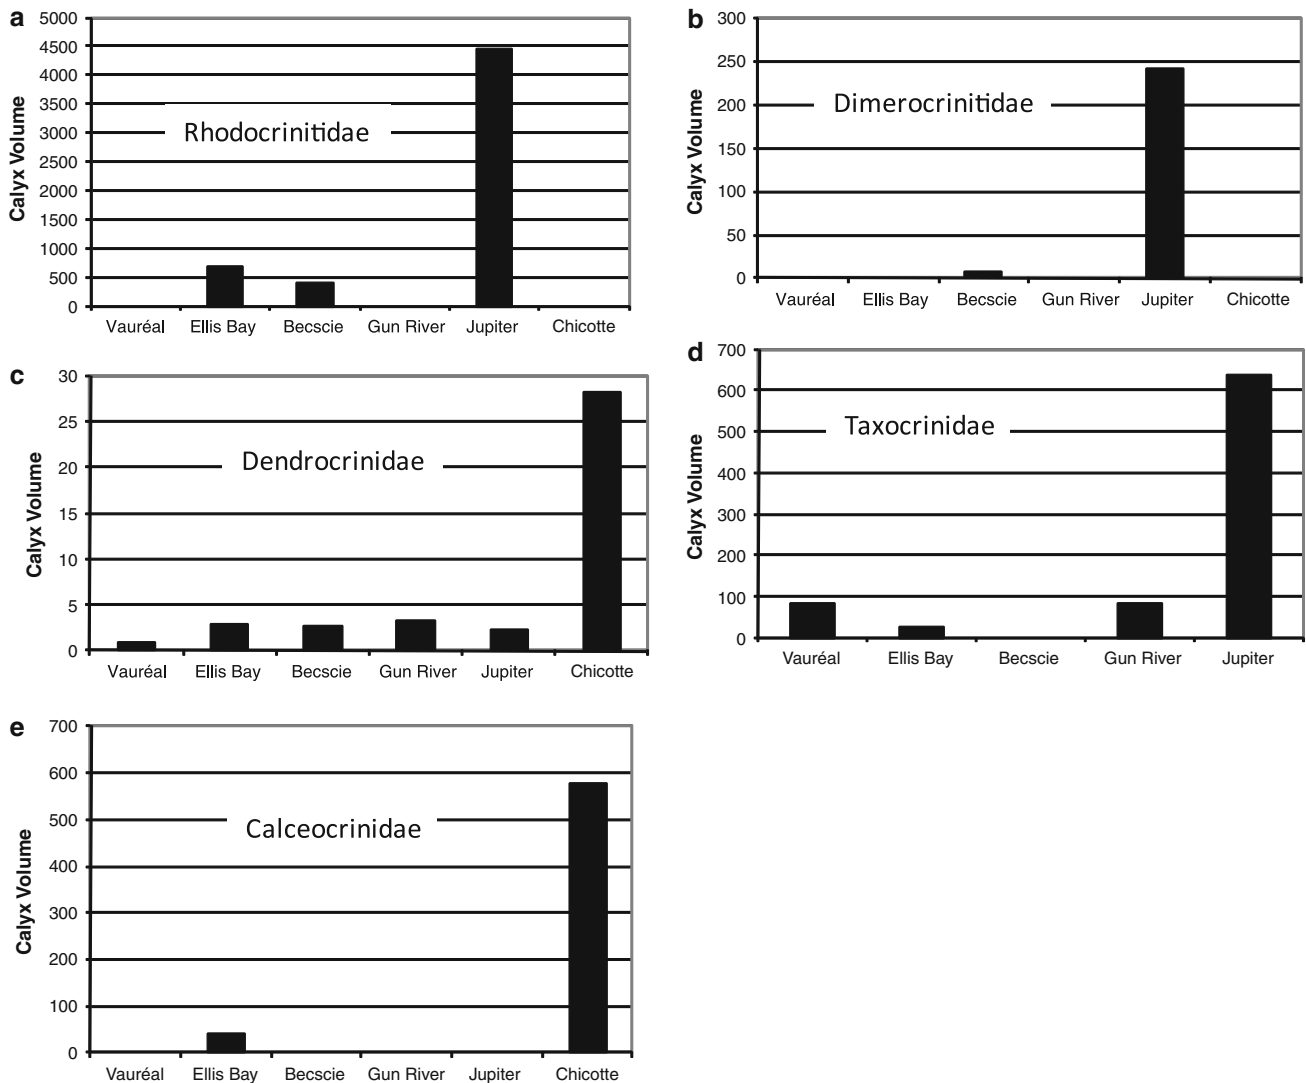 a
5000
4500
4000
3500
3000
2500
2000
1500
1000
500
0
Calyx Volume
Rhodocrinitidae
Vauréal Ellis Bay Becscie Gun River Jupiter Chicotte
b
300
250
200
150
100
50
0
Calyx Volume
Dimerocrinitidae
Vauréal Ellis Bay Becscie Gun River Jupiter Chicotte
c
30
25
20
15
10
5
0
Calyx Volume
Dendrocrinidae
Vauréal Ellis Bay Becscie Gun River Jupiter Chicotte
d
700
600
500
400
300
200
100
0
Calyx Volume
Taxocrinidae
Vauréal Ellis Bay Becscie Gun River Jupiter
e
700
600
500
400
300
200
100
0
Calyx Volume
Calceocrinidae
Vauréal Ellis Bay Becscie Gun River Jupiter Chicotte